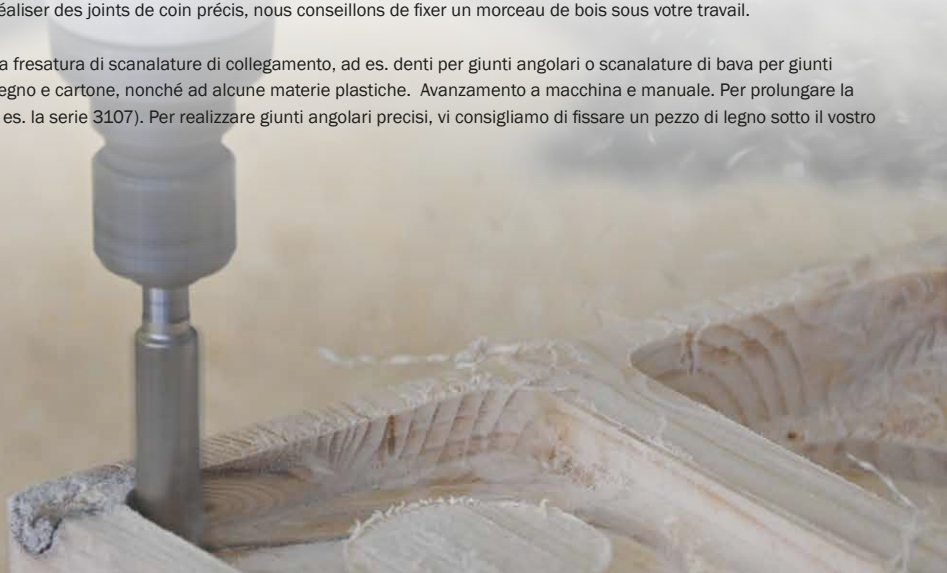 éaliser des joints de coin précis, nous conseillons de fixer un morceau de bois sous votre travail.
a fresatura di scanalature di collegamento, ad es. denti per giunti angolari o scanalature di bava per giunti
egno e cartone, nonché ad alcune materie plastiche. Avanzamento a macchina e manuale. Per prolungare la
es. la serie 3107). Per realizzare giunti angolari precisi, vi consigliamo di fissare un pezzo di legno sotto il vostro